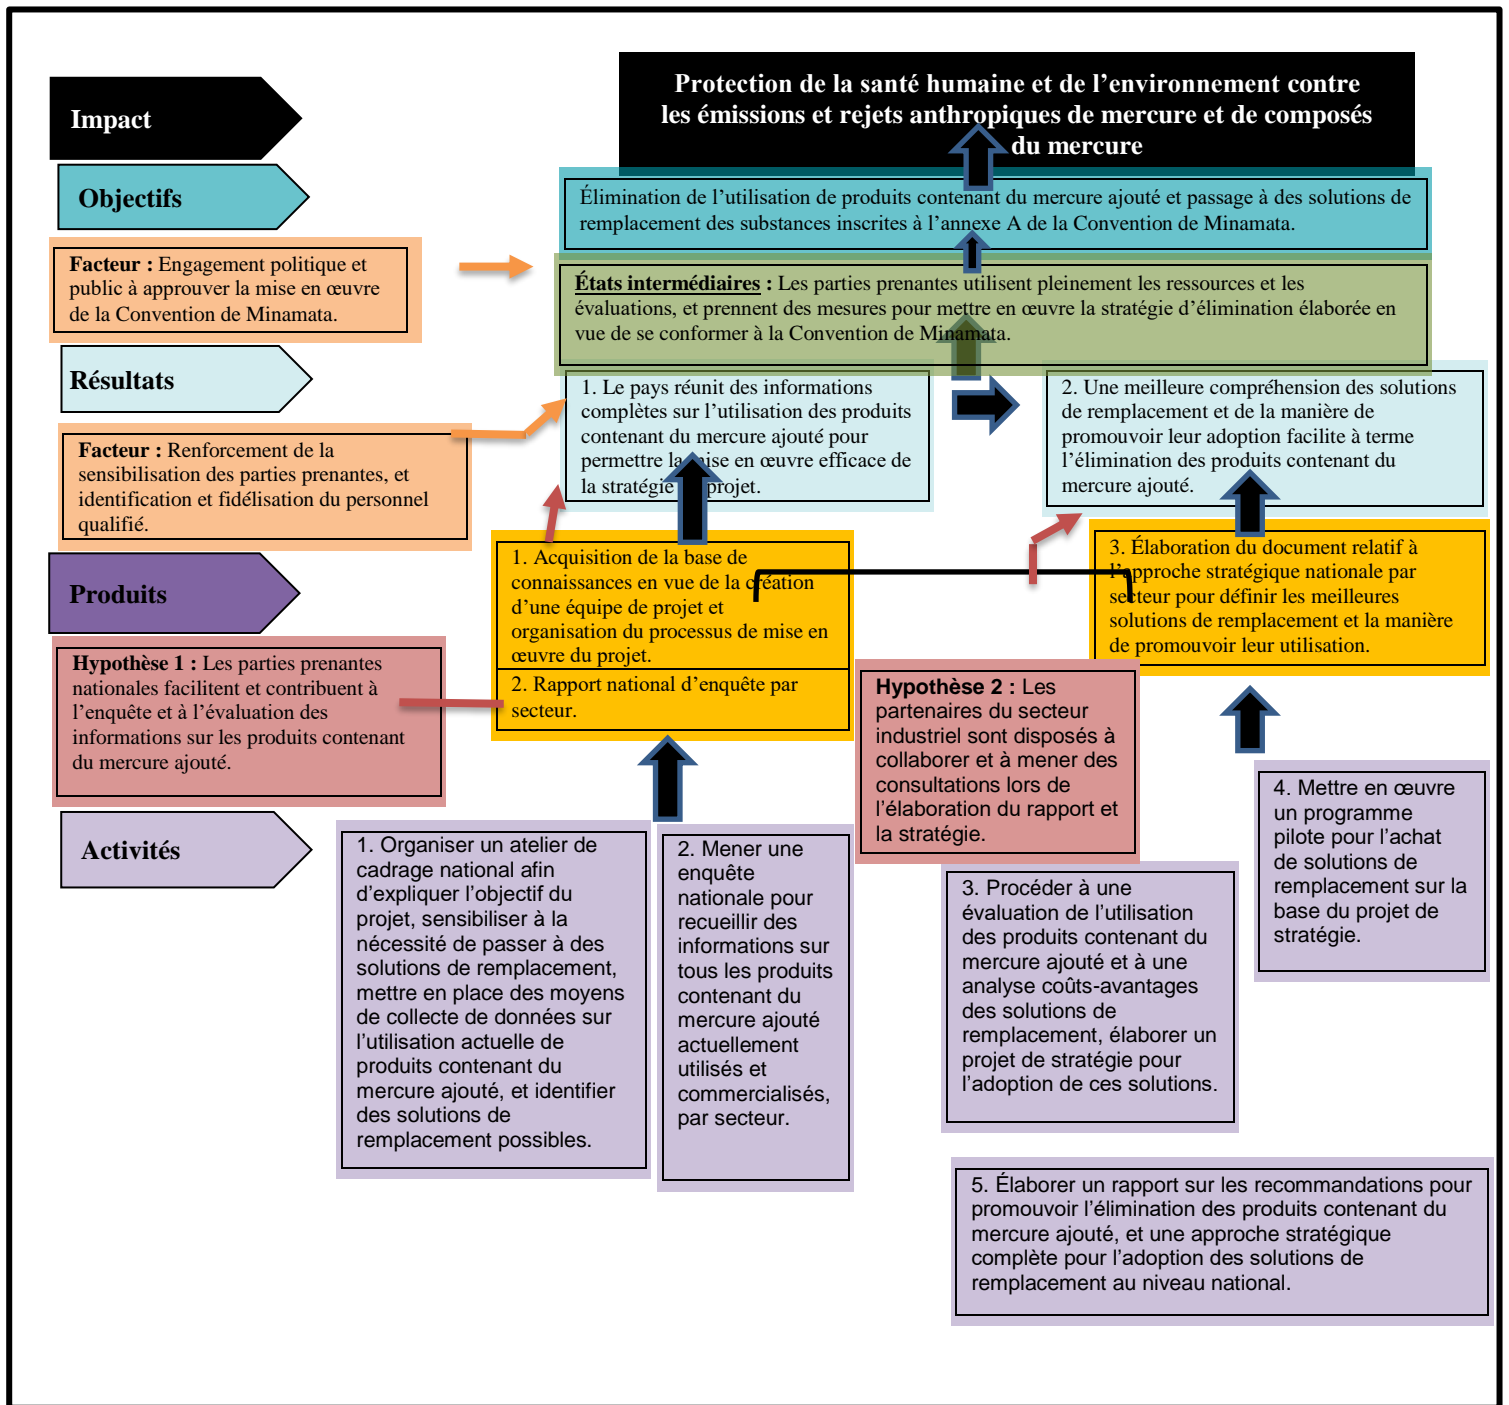 Protection de la santé humaine et de l’environnement contre
les émissions et rejets anthropiques de mercure et de composés
du mercure
Impact
Objectifs
Élimination de l’utilisation de produits contenant du mercure ajouté et passage à des solutions de
remplacement des substances inscrites à l’annexe A de la Convention de Minamata.
Facteur : Engagement politique et
public à approuver la mise en œuvre
de la Convention de Minamata.
États intermédiaires : Les parties prenantes utilisent pleinement les ressources et les
évaluations, et prennent des mesures pour mettre en œuvre la stratégie d’élimination élaborée en
vue de se conformer à la Convention de Minamata.
Résultats
1. Le pays réunit des informations
complètes sur l’utilisation des produits
contenant du mercure ajouté pour
permettre la mise en œuvre efficace de
la stratégie projet.
2. Une meilleure compréhension des solutions
de remplacement et de la manière de
promouvoir leur adoption facilite à terme
l’élimination des produits contenant du
mercure ajouté.
Facteur : Renforcement de la
sensibilisation des parties prenantes, et
identification et fidélisation du personnel
qualifié.
Produits
1. Acquisition de la base de
connaissances en vue de la création
d’une équipe de projet et
organisation du processus de mise en
œuvre du projet.
2. Rapport national d’enquête par
secteur.
3. Élaboration du document relatif à
l’approche stratégique nationale par
secteur pour définir les meilleures
solutions de remplacement et la manière
de promouvoir leur utilisation.
Hypothèse 1 : Les parties prenantes
nationales facilitent et contribuent à
l’enquête et à l’évaluation des
informations sur les produits contenant
du mercure ajouté.
Hypothèse 2 : Les
partenaires du secteur
industriel sont disposés à
collaborer et à mener des
consultations lors de
l’élaboration du rapport et
la stratégie.
Activités
1. Organiser un atelier de
cadrage national afin
d’expliquer l’objectif du
projet, sensibiliser à la
nécessité de passer à des
solutions de remplacement,
mettre en place des moyens
de collecte de données sur
l’utilisation actuelle de
produits contenant du
mercure ajouté, et identifier
des solutions de
remplacement possibles.
2. Mener une
enquête
nationale pour
recueillir des
informations sur
tous les produits
contenant du
mercure ajouté
actuellement
utilisés et
commercialisés,
par secteur.
3. Procéder à une
évaluation de l’utilisation
des produits contenant du
mercure ajouté et à une
analyse coûts-avantages
des solutions de
remplacement, élaborer un
projet de stratégie pour
l’adoption de ces solutions.
4. Mettre en œuvre
un programme
pilote pour l’achat
de solutions de
remplacement sur la
base du projet de
stratégie.
5. Élaborer un rapport sur les recommandations pour
promouvoir l’élimination des produits contenant du
mercure ajouté, et une approche stratégique
complète pour l’adoption des solutions de
remplacement au niveau national.